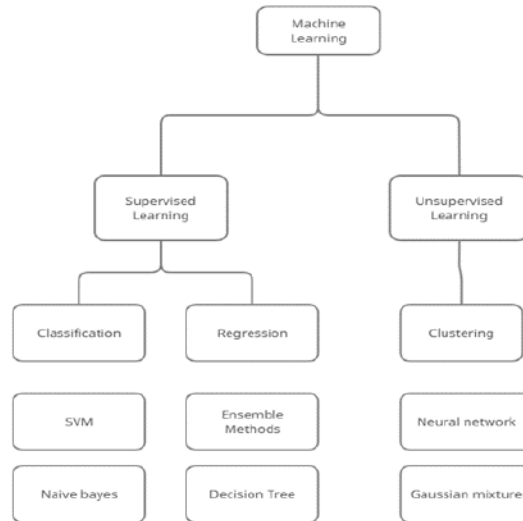 Machine
Learning
Supervised
Learning
Unsupervised
Learning
Classification
Regression
Clustering
SVM
Ensemble
Methods
Neural network
Naive bayes
Decision Tree
Gaussian mixture